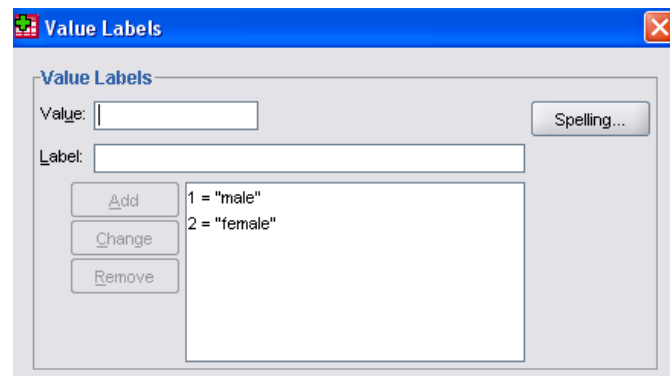 Value Labels
Value Labels
Value:
Spelling...
Label:
Add
1 = "male"
2 = "female"
Change
Remove